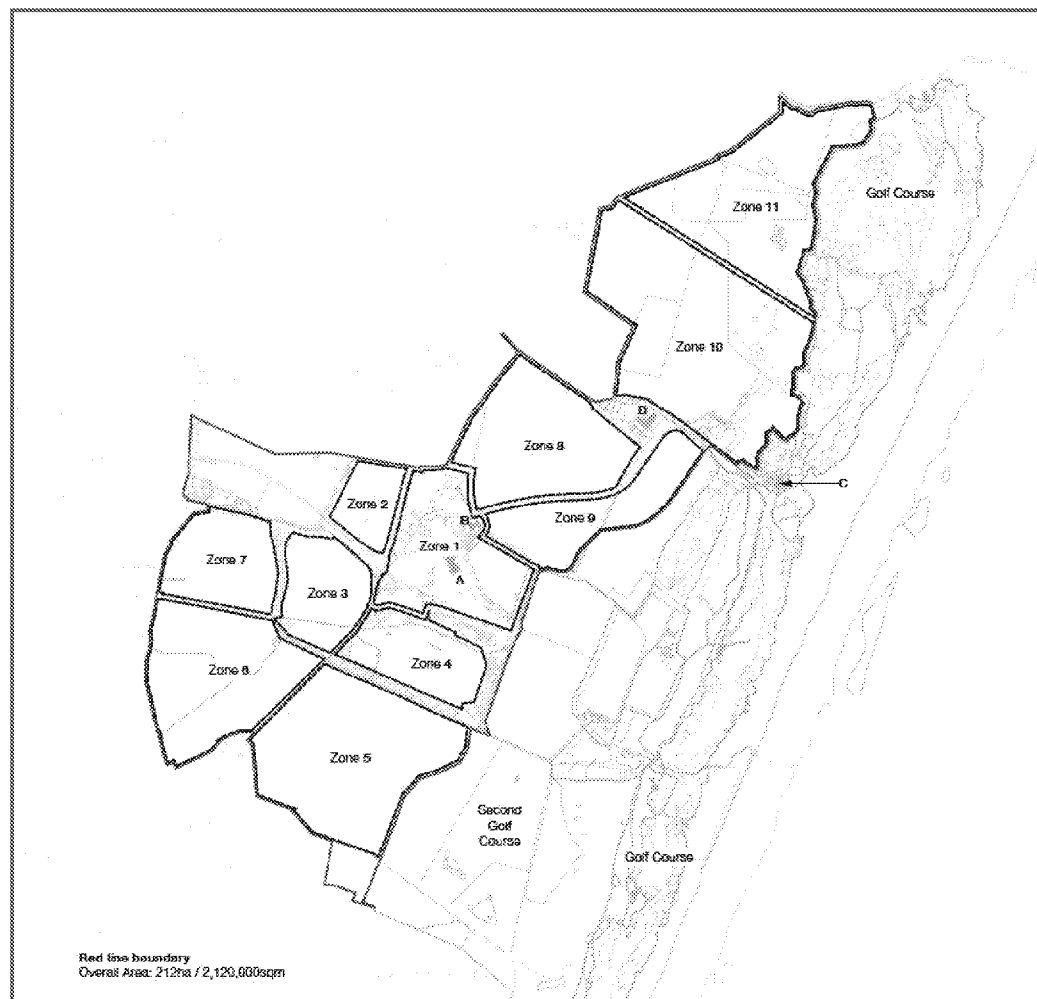 Golf Course
Zone 11
Zone 10
D
Zone 8
C
Zone 2
B
Zone 9
Zone 1
Zone 7
A
Zone 3
Zone 4
Zone 6
Zone 5
Second
Golf
Course
Golf Course
Red line boundary
Overall Area: 212ha / 2,120,000sqm